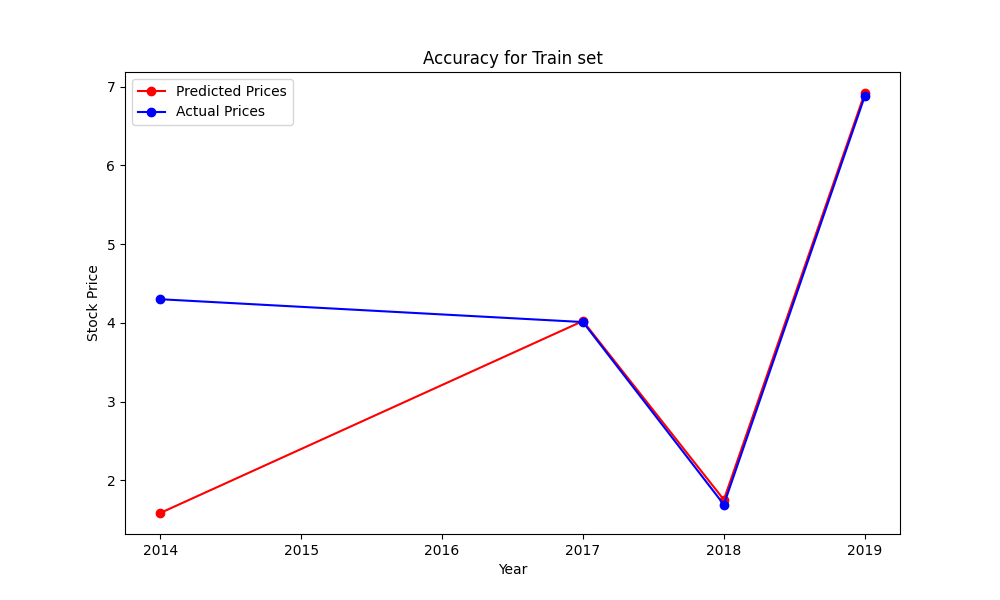 Accuracy for Train set
Predicted Prices
Actual Prices
7
6
5
4
3
2
Stock Price
2014 2015 2016 2017 2018 2019
Year